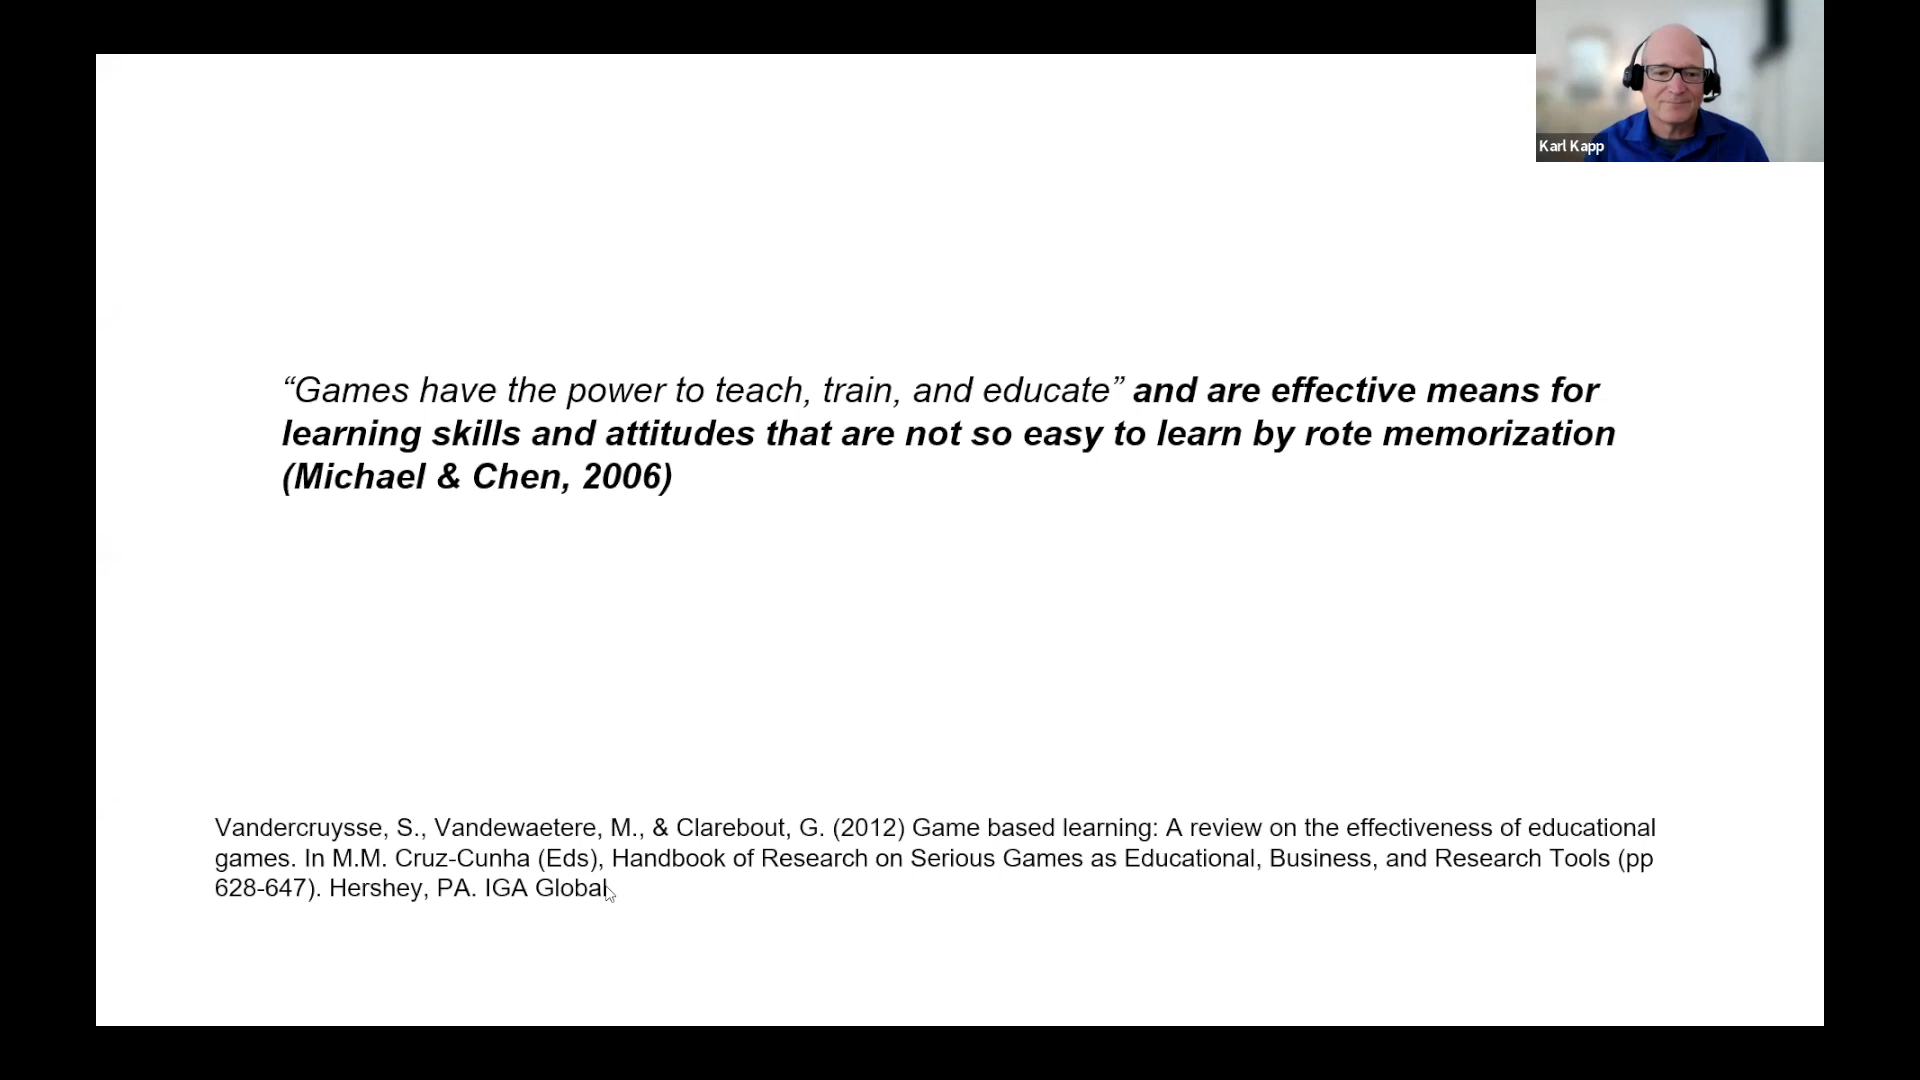 Karl Kapp
“Games have the power to teach, train, and educate” and are effective means for
learning skills and attitudes that are not so easy to learn by rote memorization
(Michael & Chen, 2006)
Vandercruysse, S., Vandewaetere, M., & Clarebout, G. (2012) Game based learning: A review on the effectiveness of educational
games. In M.M. Cruz-Cunha (Eds), Handbook of Research on Serious Games as Educational, Business, and Research Tools (pp
628-647). Hershey, PA. IGA Global.